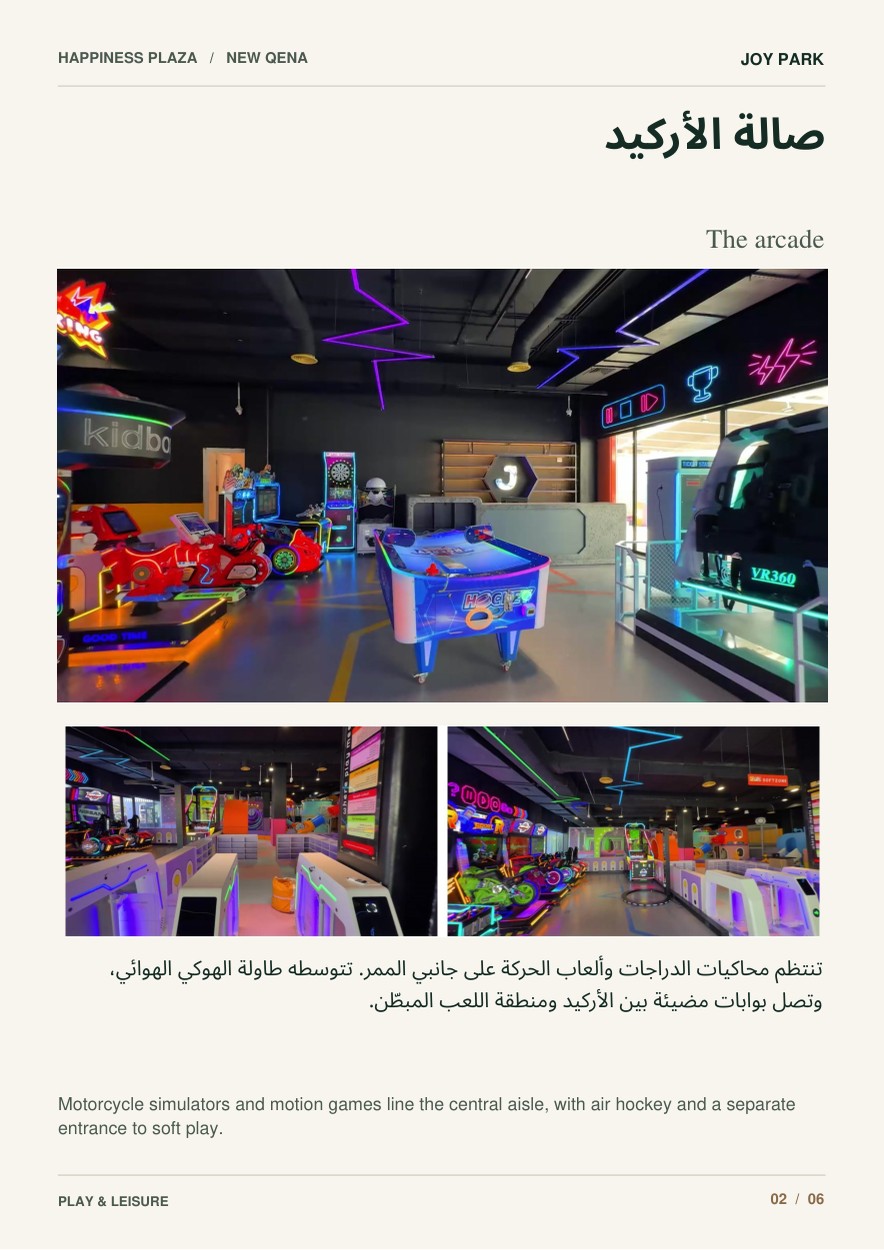 HAPPINESS PLAZA / NEW QENA
JOY PARK
صالة الأركيد
The arcade
KING
kidba
J
HOCKEY
VR360
GOOD TIME
تنتظم محاكيات الدراجات وألعاب الحركة على جانبي الممر. تتوسطه طاولة الهوكي الهوائي،
وتصل بوابات مضيئة بين الأركيد ومنطقة اللعب المبطّن.
Motorcycle simulators and motion games line the central aisle, with air hockey and a separate
entrance to soft play.
PLAY & LEISURE
02 / 06